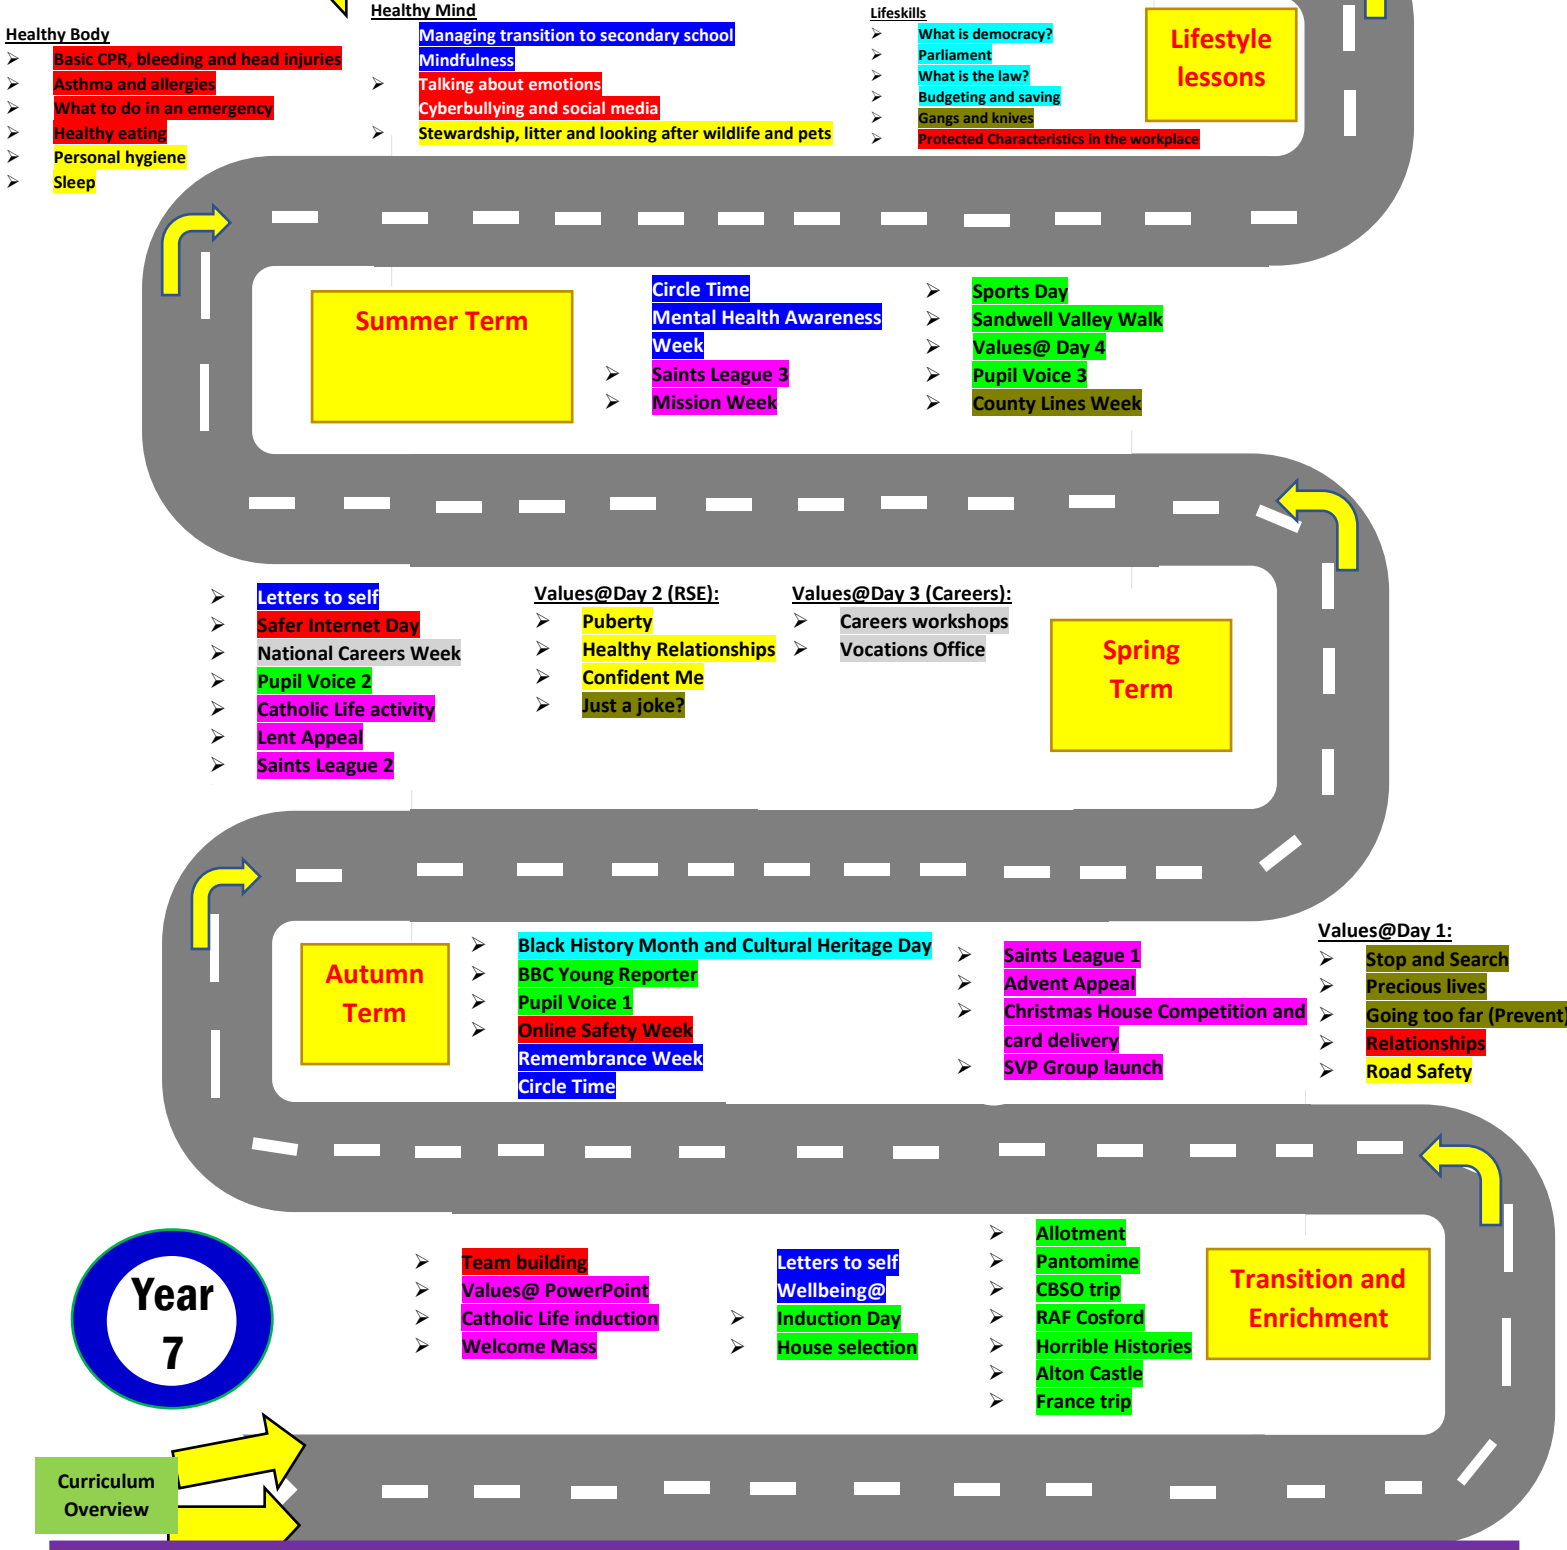 Healthy Body
Basic CPR, bleeding and head injuries
Asthma and allergies
What to do in an emergency
Healthy eating
Personal hygiene
Sleep
Healthy Mind
Managing transition to secondary school
Mindfulness
Talking about emotions
Cyberbullying and social media
Stewardship, litter and looking after wildlife and pets
Lifeskills
What is democracy?
Parliament
What is the law?
Budgeting and saving
Gangs and knives
Protected Characteristics in the workplace
Lifestyle
lessons
Summer Term
Circle Time
Mental Health Awareness
Week
Saints League 3
Mission Week
Sports Day
Sandwell Valley Walk
Values@ Day 4
Pupil Voice 3
County Lines Week
Letters to self
Safer Internet Day
National Careers Week
Pupil Voice 2
Catholic Life activity
Lent Appeal
Saints League 2
Values@Day 2 (RSE):
Puberty
Healthy Relationships
Confident Me
Just a joke?
Values@Day 3 (Careers):
Careers workshops
Vocations Office
Spring
Term
Autumn
Term
Black History Month and Cultural Heritage Day
BBC Young Reporter
Pupil Voice 1
Online Safety Week
Remembrance Week
Circle Time
Saints League 1
Advent Appeal
Christmas House Competition and
card delivery
SVP Group launch
Values@Day 1:
Stop and Search
Precious lives
Going too far (Prevent)
Relationships
Road Safety
Year
7
Team building
Values@ PowerPoint
Catholic Life induction
Welcome Mass
Letters to self
Wellbeing@
Induction Day
House selection
Allotment
Pantomime
CBSO trip
RAF Cosford
Horrible Histories
Alton Castle
France trip
Transition and
Enrichment
Curriculum
Overview